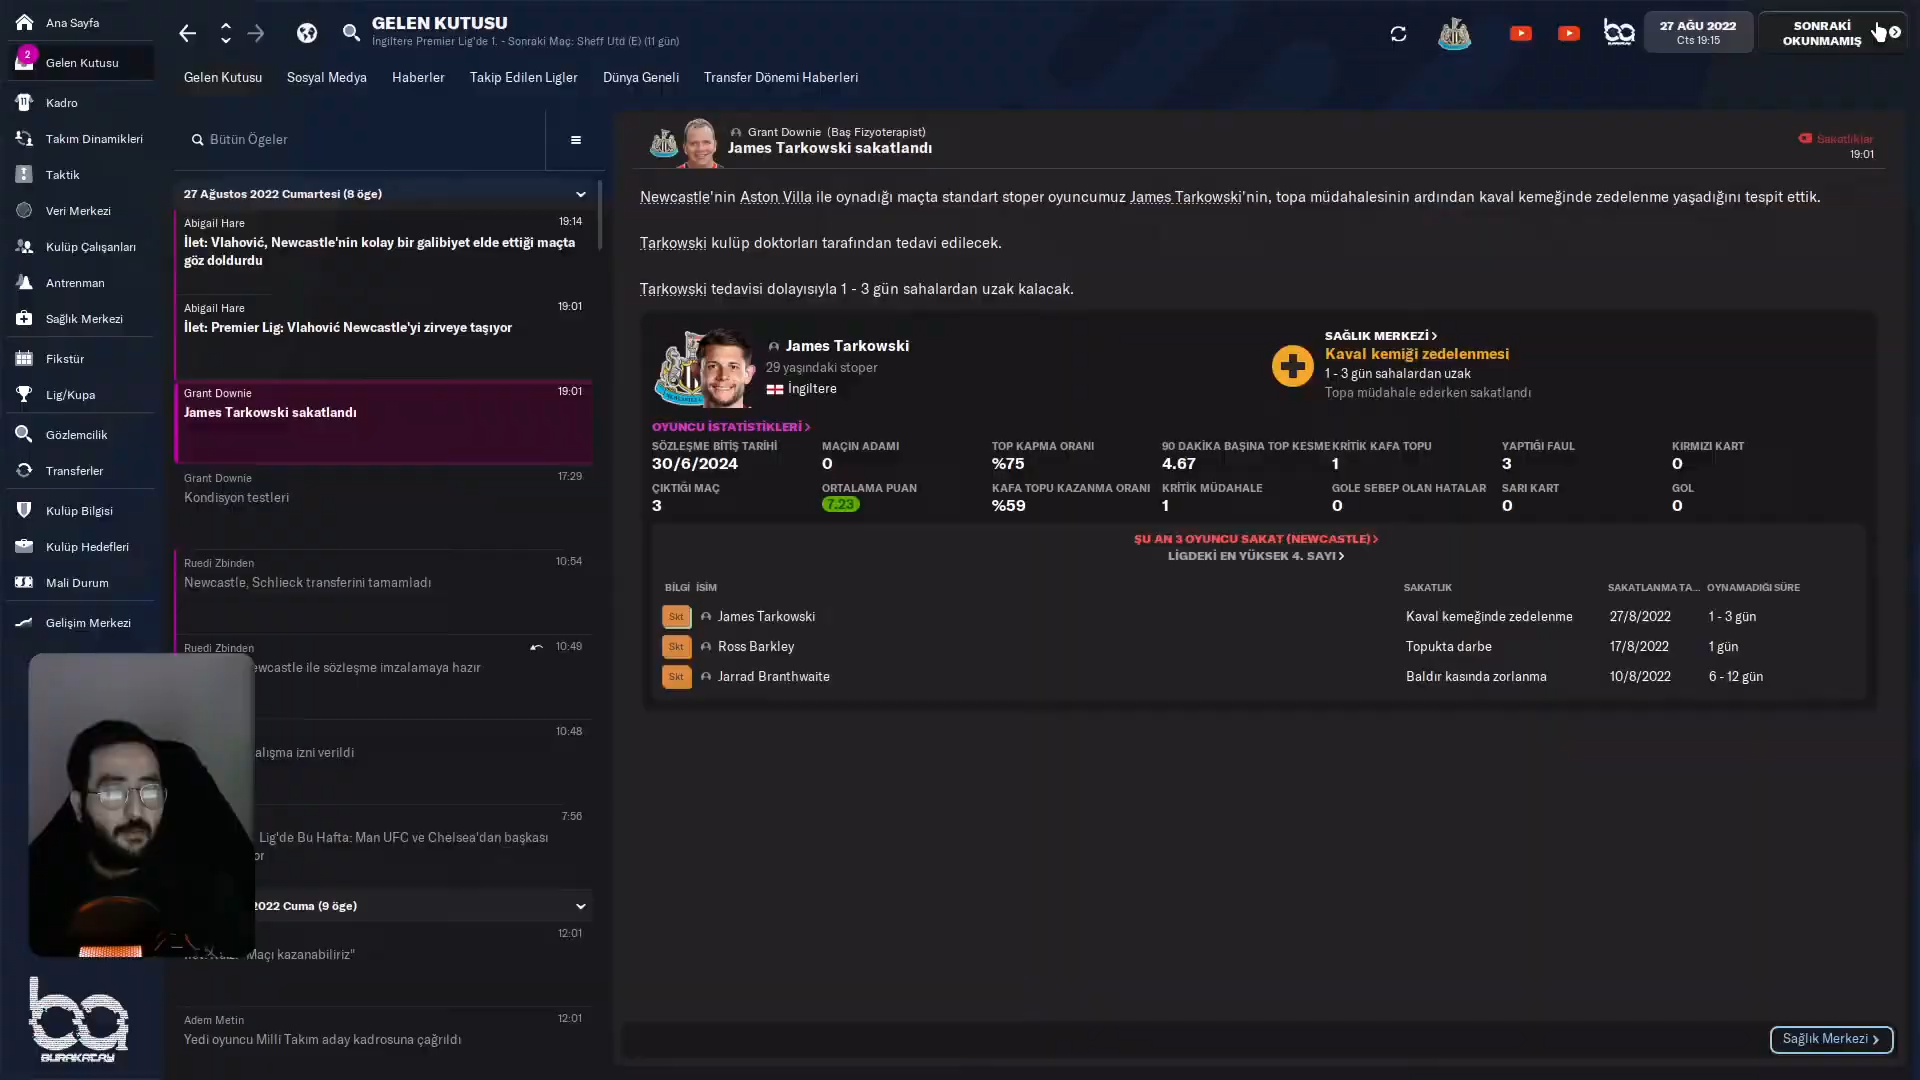 Ana Sayfa
2
Gelen Kutusu
Kadro
Takım Dinamikleri
Taktik
Veri Merkezi
Kulüp Çalışanları
Antrenman
Sağlık Merkezi
Fikstür
Lig/Kupa
Gözlemcilik
Transferler
Kulüp Bilgisi
Kulüp Hedefleri
Mali Durum
Gelişim Merkezi
GELEN KUTUSU
İngiltere Premier Lig'de 1. - Sonraki Maç: Sheff Utd (E) (11 gün)
27 AĞU 2022
Cts 19:15
SONRAKİ
OKUNMAMIŞ
Gelen Kutusu
Sosyal Medya
Haberler
Takip Edilen Ligler
Dünya Geneli
Transfer Dönemi Haberleri
Bütün Ögeler
27 Ağustos 2022 Cumartesi (8 öge)
Abigail Hare 19:14
İlet: Vlahović, Newcastle'nin kolay bir galibiyet elde ettiği maçta
göz doldurdu
Abigail Hare 19:01
İlet: Premier Lig: Vlahović Newcastle'yi zirveye taşıyor
Grant Downie 19:01
James Tarkowski sakatlandı
Grant Downie 17:29
Kondisyon testleri
Ruedi Zbinden 10:54
Newcastle, Schlieck transferini tamamladı
Ruedi Zbinden 10:49
ewcastle ile sözleşme imzalamaya hazır
10:48
alışma izni verildi
7:56
Lig'de Bu Hafta: Man UFC ve Chelsea'dan başkası
or
2022 Cuma (9 öge)
12:01
Maçı kazanabiliriz"
Adem Metin 12:01
Yedi oyuncu Milli Takım aday kadrosuna çağrıldı
Grant Downie (Baş Fizyoterapist)
James Tarkowski sakatlandı
Sakatlıklar
19:01
Newcastle'nin Aston Villa ile oynadığı maçta standart stoper oyuncumuz James Tarkowski'nin, topa müdahalesinin ardından kaval kemeğinde zedelenme yaşadığını tespit ettik.
Tarkowski kulüp doktorları tarafından tedavi edilecek.
Tarkowski tedavisi dolayısıyla 1 - 3 gün sahalardan uzak kalacak.
James Tarkowski
29 yaşındaki stoper
İngiltere
SAĞLIK MERKEZİ
Kaval kemiği zedelenmesi
1 - 3 gün sahalardan uzak
Topa müdahale ederken sakatlandı
OYUNCU İSTATİSTİKLERİ
SÖZLEŞME BİTİŞ TARİHİ MAÇIN ADAMI TOP KAPMA ORANI 90 DAKİKA BAŞINA TOP KESME KRİTİK KAFA TOPU YAPTIĞI FAUL KIRMIZI KART
30/6/2024 0 %75 4.67 1 3 0
ÇIKTIĞI MAÇ ORTALAMA PUAN KAFA TOPU KAZANMA ORANI KRİTİK MÜDAHALE GOLE SEBEP OLAN HATALAR SARI KART GOL
3 7.23 %59 1 0 0 0
ŞU AN 3 OYUNCU SAKAT (NEWCASTLE)
LİGDEKİ EN YÜKSEK 4. SAYI
BİLGİ İSİM SAKATLIK SAKATLANMA TA... OYNAMADIĞI SÜRE
Skt James Tarkowski Kaval kemeğinde zedelenme 27/8/2022 1 - 3 gün
Skt Ross Barkley Topukta darbe 17/8/2022 1 gün
Skt Jarrad Branthwaite Baldır kasında zorlanma 10/8/2022 6 - 12 gün
Sağlık Merkezi
ba
BURAKATAY